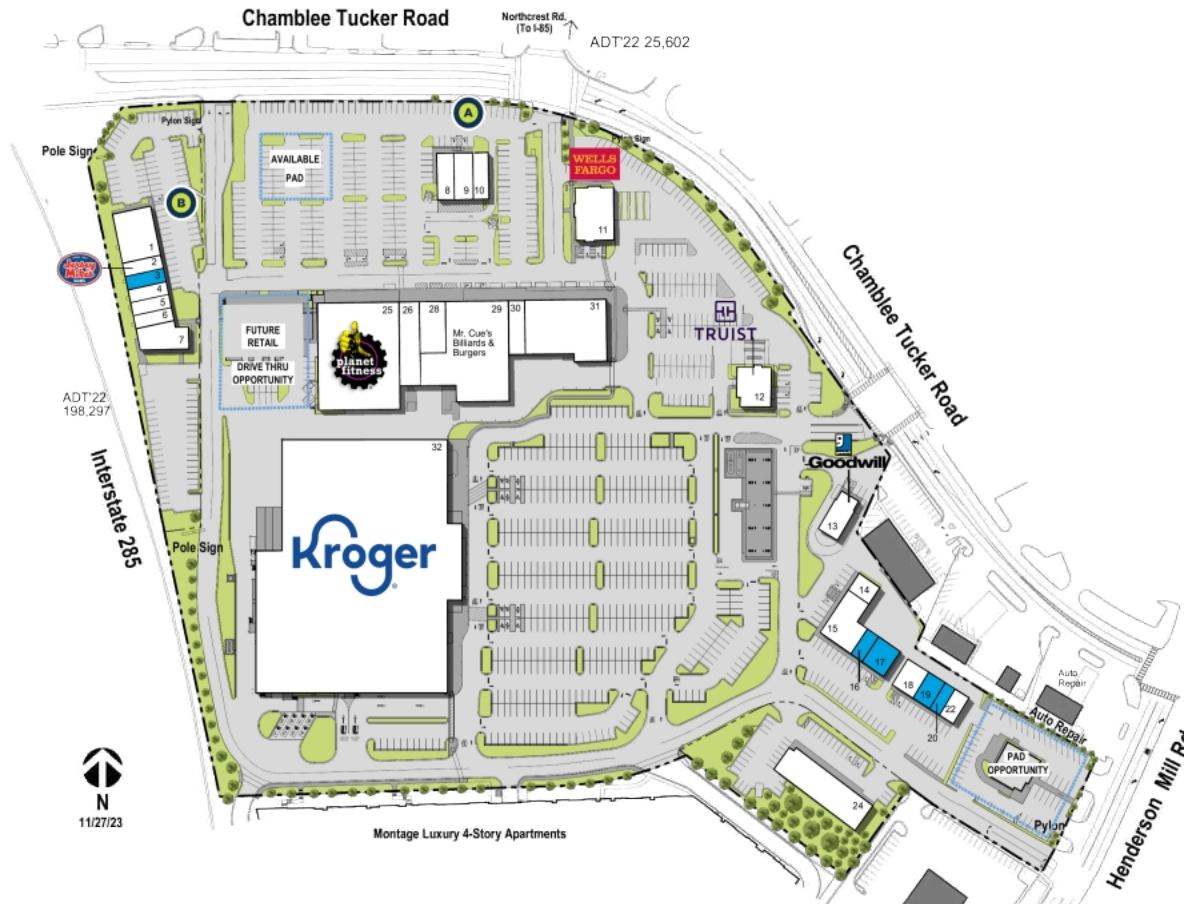 Chamblee Tucker Road
Northcrest Rd.
(To I-85)
ADT'22 25,602
A
Pylon Sign
Pylon Sign
Pole Sign
AVAILABLE
PAD
WELLS
FARGO
8
9
10
B
11
1
2
3
4
5
6
7
Jersey
Mike's
SUBS
Chamblee Tucker Road
FUTURE
RETAIL
DRIVE THRU
OPPORTUNITY
planet
fitness
25
26
28
29
30
31
Mr. Cue's
Billiards &
Burgers
TRUIST
12
ADT'22
198,297
Interstate 285
32
Kroger
Goodwill
13
Pole Sign
14
15
16
17
18
19
20
22
Auto
Repair
Auto Repair
PAD
OPPORTUNITY
Pylon
24
Henderson Mill Rd
N
11/27/23
Montage Luxury 4-Story Apartments